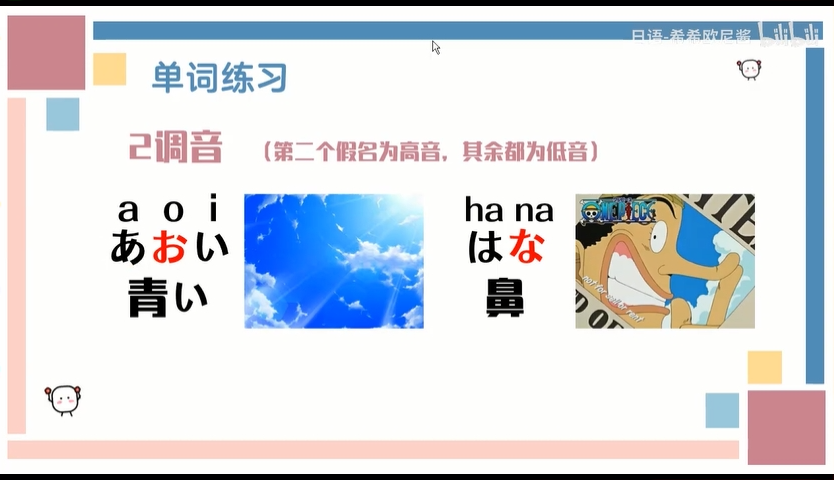 日语-希希欧尼酱 bilibili
单词练习
2调音 （第二个假名为高音，其余都为低音）
a o i
あおい
青い
ha na
はな
鼻
ONE PIECE